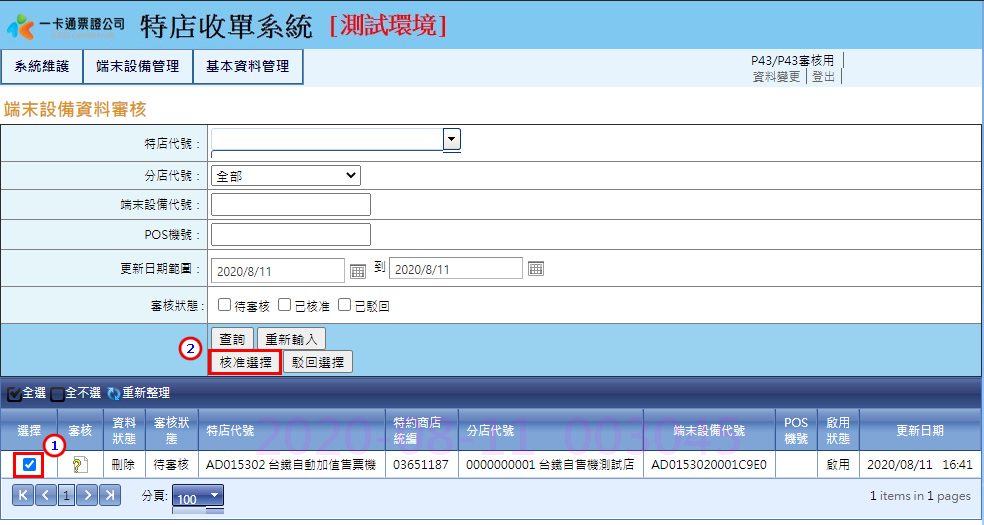 一卡通票證公司 特店收單系統 [測試環境]
系統維護 端末設備管理 基本資料管理
P43/P43審核用
資料變更 登出
端末設備資料審核
特店代號：
分店代號： 全部
端末設備代號：
POS機號：
更新日期範圍： 2020/8/11 到 2020/8/11
審核狀態： 待審核 已核准 已駁回
查詢 重新輸入
2 核准選擇 駁回選擇
全選 全不選 重新整理
選擇 審核 資料狀態 審核狀態 特店代號 特約商店統編 分店代號 端末設備代號 POS機號 啟用狀態 更新日期
2020-08-11 003045
1
刪除 待審核 AD015302 台鐵自動加值售票機 03651187 0000000001 台鐵自售機測試店 AD0153020001C9E0 啟用 2020/08/11 16:41
1 分頁: 100 1 items in 1 pages